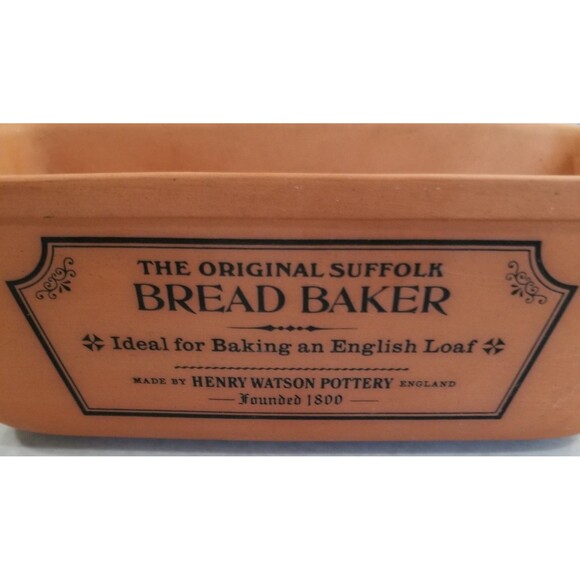 THE ORIGINAL SUFFOLK
BREAD BAKER
Ideal for Baking an English Loaf
MADE BY HENRY WATSON POTTERY ENGLAND
Founded 1800